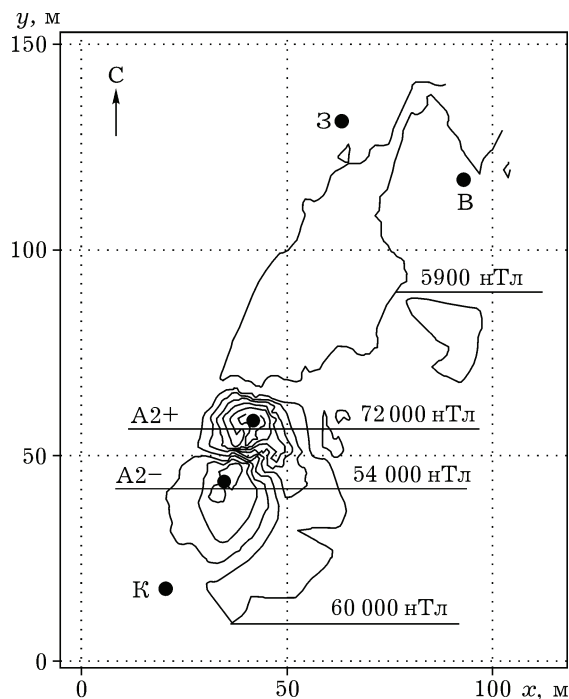 y, м
150
С
З
В
5900 нТл
100
А2+ 72 000 нТл
50
А2− 54 000 нТл
К
60 000 нТл
0
0 50 100 x, м